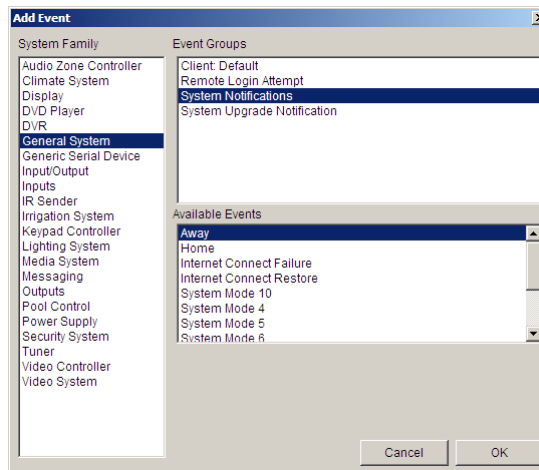 Add Event
System Family
Audio Zone Controller
Climate System
Display
DVD Player
DVR
General System
Generic Serial Device
Input/Output
Inputs
IR Sender
Irrigation System
Keypad Controller
Lighting System
Media System
Messaging
Outputs
Pool Control
Power Supply
Security System
Tuner
Video Controller
Video System
Event Groups
Client: Default
Remote Login Attempt
System Notifications
System Upgrade Notification
Available Events
Away
Home
Internet Connect Failure
Internet Connect Restore
System Mode 10
System Mode 4
System Mode 5
System Mode 6
Cancel
OK